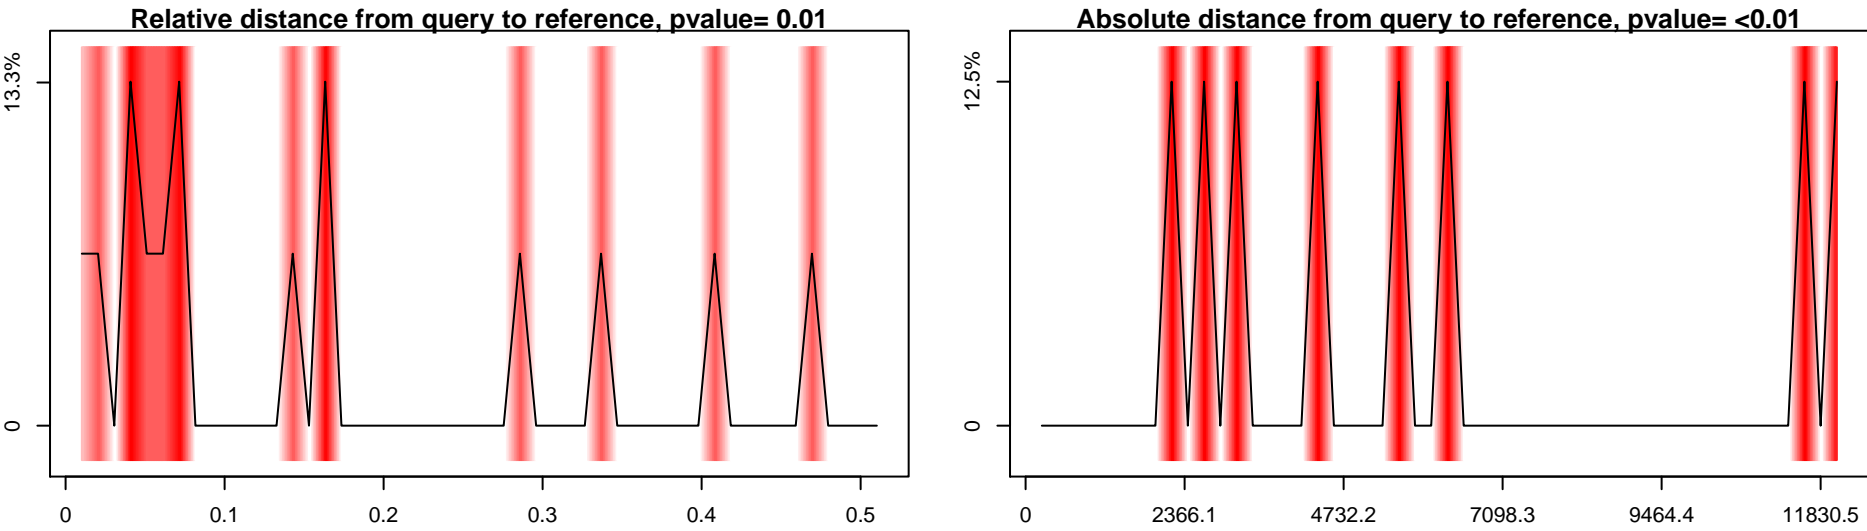 Relative distance from query to reference, pvalue= 0.01
13.3%
0
0 0.1 0.2 0.3 0.4 0.5
Absolute distance from query to reference, pvalue= <0.01
12.5%
0
0 2366.1 4732.2 7098.3 9464.4 11830.5